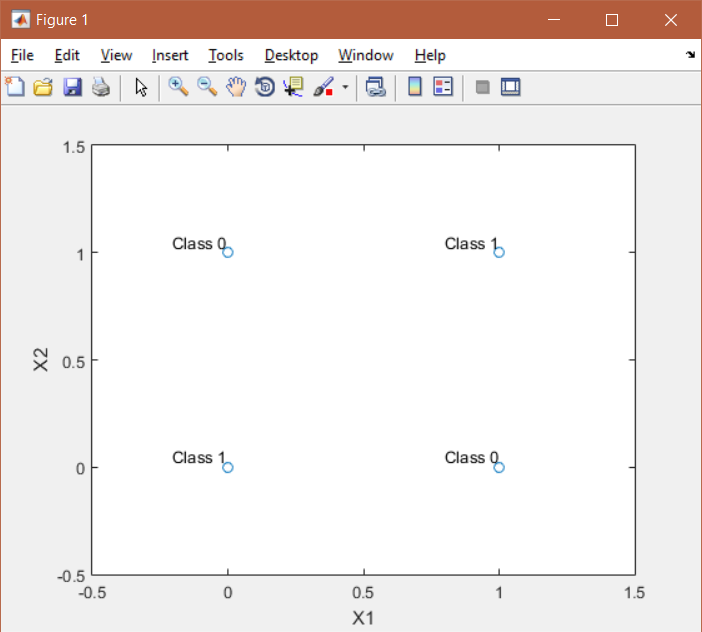 Figure 1
File Edit View Insert Tools Desktop Window Help
1.5
Class 0 Class 1
1
X2
0.5
Class 1 Class 0
0
-0.5
-0.5 0 0.5 1 1.5
X1